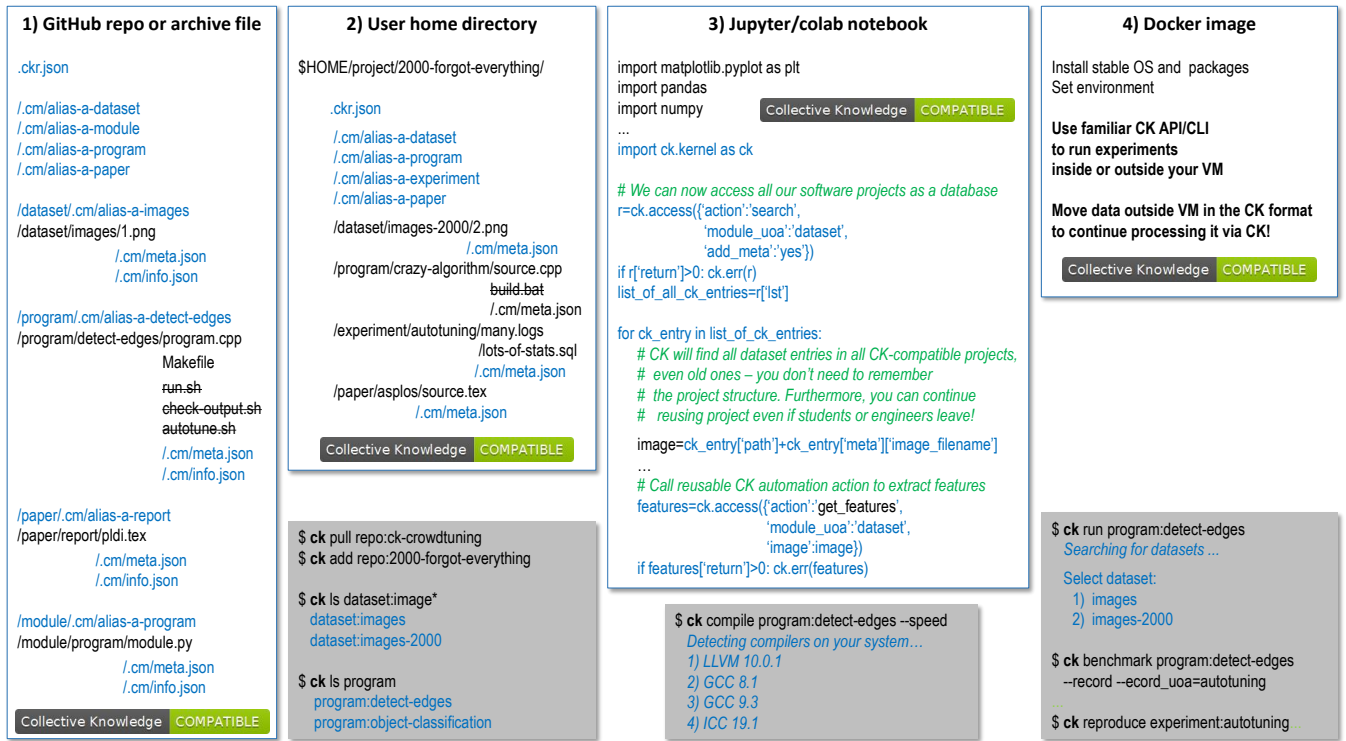 1) GitHub repo or archive file
.ckr.json
/.cm/alias-a-dataset
/.cm/alias-a-module
/.cm/alias-a-program
/.cm/alias-a-paper
/dataset/.cm/alias-a-images
/dataset/images/1.png
/.cm/meta.json
/.cm/info.json
/program/.cm/alias-a-detect-edges
/program/detect-edges/program.cpp
Makefile
run.sh
check-output.sh
autotune.sh
/.cm/meta.json
/.cm/info.json
/paper/.cm/alias-a-report
/paper/report/pldi.tex
/.cm/meta.json
/.cm/info.json
/module/.cm/alias-a-program
/module/program/module.py
/.cm/meta.json
/.cm/info.json
Collective Knowledge COMPATIBLE
2) User home directory
$HOME/project/2000-forgot-everything/
.ckr.json
/.cm/alias-a-dataset
/.cm/alias-a-program
/.cm/alias-a-experiment
/.cm/alias-a-paper
/dataset/images-2000/2.png
/.cm/meta.json
/program/crazy-algorithm/source.cpp
build.bat
/.cm/meta.json
/experiment/autotuning/many.logs
/lots-of-stats.sql
/.cm/meta.json
/paper/asplos/source.tex
/.cm/meta.json
Collective Knowledge COMPATIBLE
$ ck pull repo:ck-crowdtuning
$ ck add repo:2000-forgot-everything
$ ck ls dataset:image*
dataset:images
dataset:images-2000
$ ck ls program
program:detect-edges
program:object-classification
3) Jupyter/colab notebook
import matplotlib.pyplot as plt
import pandas
import numpy
Collective Knowledge COMPATIBLE
...
import ck.kernel as ck
# We can now access all our software projects as a database
r=ck.access({‘action’:’search’,
‘module_uoa’:’dataset’,
‘add_meta’:’yes’})
if r[‘return’]>0: ck.err(r)
list_of_all_ck_entries=r[‘lst’]
for ck_entry in list_of_ck_entries:
# CK will find all dataset entries in all CK-compatible projects,
# even old ones – you don’t need to remember
# the project structure. Furthermore, you can continue
# reusing project even if students or engineers leave!
image=ck_entry[‘path’]+ck_entry[‘meta’][‘image_filename’]
…
# Call reusable CK automation action to extract features
features=ck.access({‘action’:’get_features’,
‘module_uoa’:’dataset’,
‘image’:image})
if features[‘return’]>0: ck.err(features)
$ ck compile program:detect-edges --speed
Detecting compilers on your system…
1) LLVM 10.0.1
2) GCC 8.1
3) GCC 9.3
4) ICC 19.1
4) Docker image
Install stable OS and packages
Set environment
Use familiar CK API/CLI
to run experiments
inside or outside your VM
Move data outside VM in the CK format
to continue processing it via CK!
Collective Knowledge COMPATIBLE
$ ck run program:detect-edges
Searching for datasets ...
Select dataset:
1) images
2) images-2000
$ ck benchmark program:detect-edges
--record --ecord_uoa=autotuning
...
$ ck reproduce experiment:autotuning...